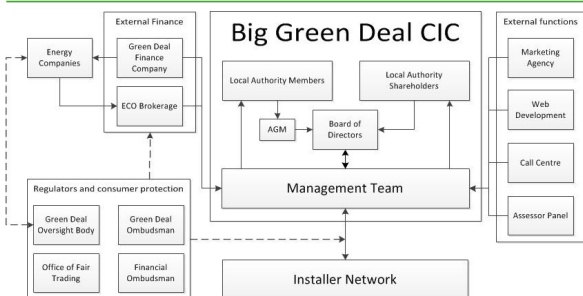 External Finance
Big Green Deal CIC
External functions
Energy
Companies
Green Deal
Finance
Company
ECO Brokerage
Local Authority Members
Local Authority
Shareholders
AGM
Board of
Directors
Management Team
Marketing
Agency
Web
Development
Call Centre
Assessor Panel
Regulators and consumer protection
Green Deal
Oversight Body
Green Deal
Ombudsman
Office of Fair
Trading
Financial
Ombudsman
Installer Network